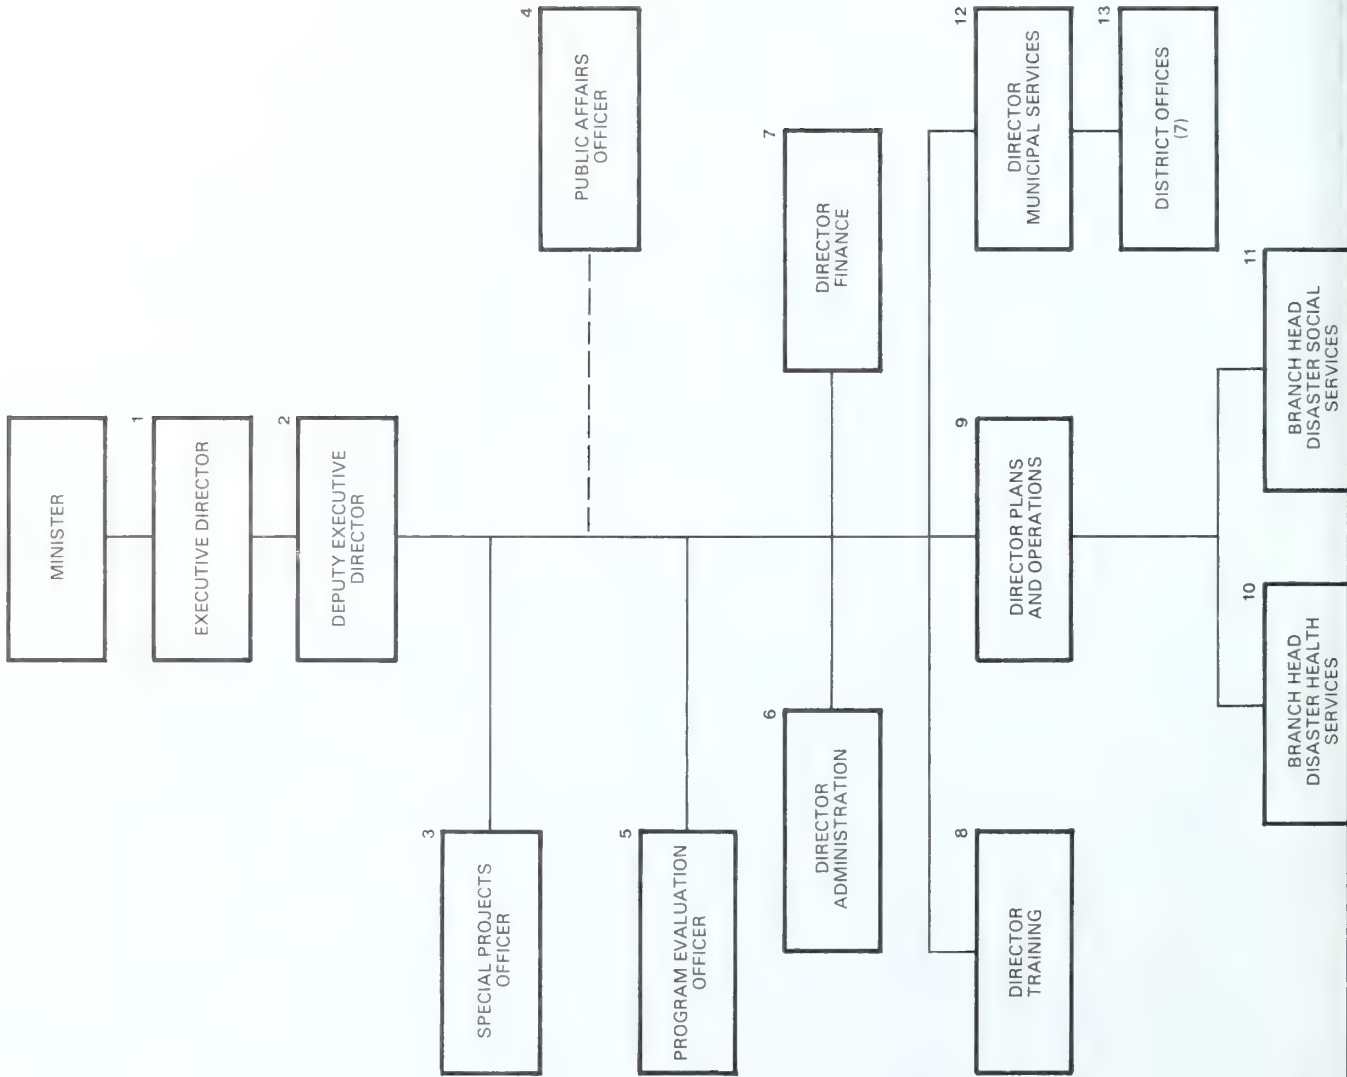 MINISTER
1
EXECUTIVE DIRECTOR
2
DEPUTY EXECUTIVE
DIRECTOR
3
SPECIAL PROJECTS
OFFICER
4
PUBLIC AFFAIRS
OFFICER
5
PROGRAM EVALUATION
OFFICER
6
DIRECTOR
ADMINISTRATION
7
DIRECTOR
FINANCE
8
DIRECTOR
TRAINING
9
DIRECTOR PLANS
AND OPERATIONS
10
BRANCH HEAD
DISASTER HEALTH
SERVICES
11
BRANCH HEAD
DISASTER SOCIAL
SERVICES
12
DIRECTOR
MUNICIPAL SERVICES
13
DISTRICT OFFICES
(7)